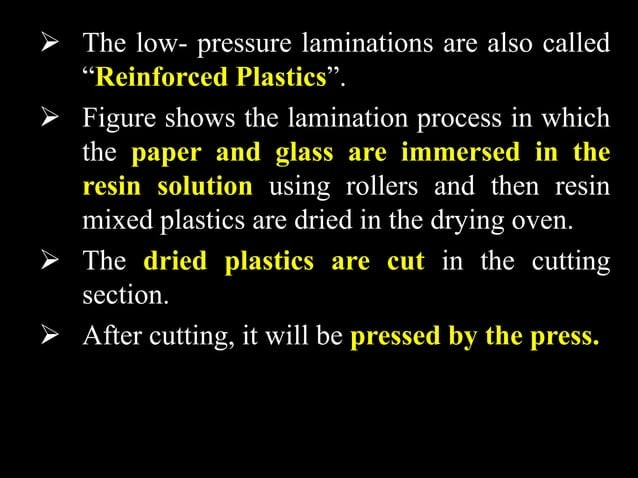 ➢ The low- pressure laminations are also called
“Reinforced Plastics”.
➢ Figure shows the lamination process in which
the paper and glass are immersed in the
resin solution using rollers and then resin
mixed plastics are dried in the drying oven.
➢ The dried plastics are cut in the cutting
section.
➢ After cutting, it will be pressed by the press.